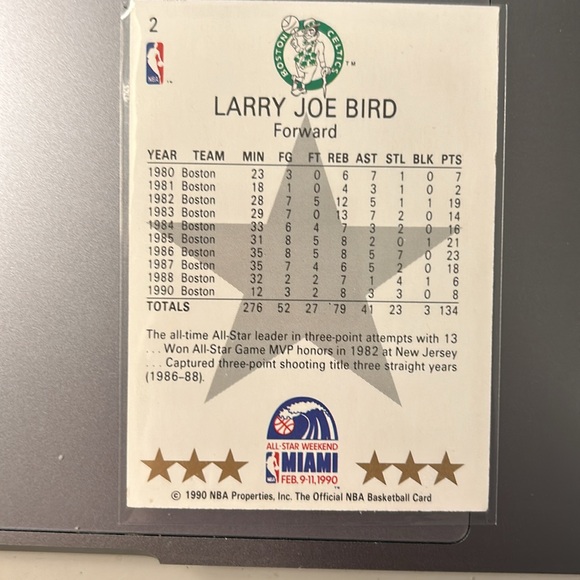 2
BOSTON CELTICS
TM
NBA
LARRY JOE BIRD
Forward
YEAR TEAM MIN FG FT REB AST STL BLK PTS
1980 Boston 23 3 0 6 7 1 0 7
1981 Boston 18 1 0 4 3 1 0 2
1982 Boston 28 7 5 12 5 1 1 19
1983 Boston 29 7 0 13 7 2 0 14
1984 Boston 33 6 4 7 3 2 0 16
1985 Boston 31 8 5 8 2 0 1 21
1986 Boston 35 8 5 8 5 7 0 23
1987 Boston 35 7 4 6 5 2 0 18
1988 Boston 32 2 2 7 1 4 1 6
1990 Boston 12 3 2 8 3 3 0 8
TOTALS 276 52 27 79 41 23 3 134
The all-time All-Star leader in three-point attempts with 13
. . . Won All-Star Game MVP honors in 1982 at New Jersey
. . . Captured three-point shooting title three straight years
(1986–88).
ALL-STAR WEEKEND
NBA MIAMI
FEB. 9-11, 1990
© 1990 NBA Properties, Inc. The Official NBA Basketball Card